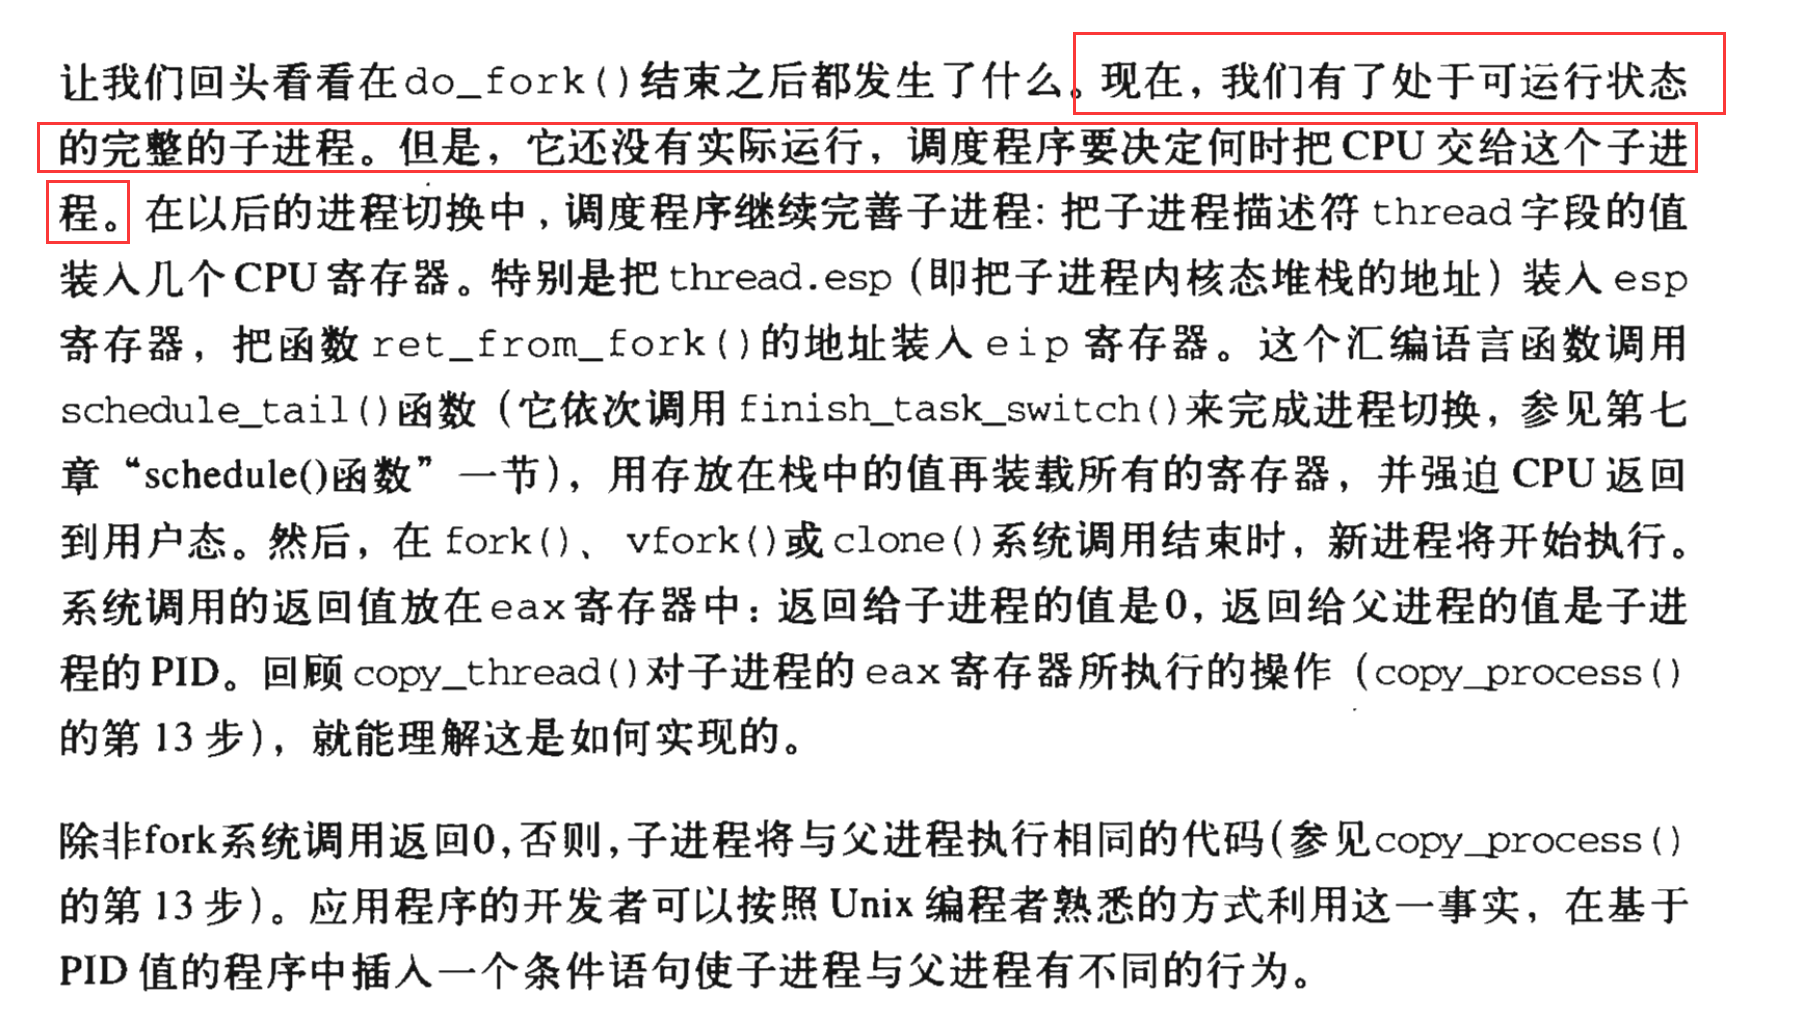 让我们回头看看在do_fork()结束之后都发生了什么。现在，我们有了处于可运行状态
的完整的子进程。但是，它还没有实际运行，调度程序要决定何时把CPU交给这个子进
程。在以后的进程切换中，调度程序继续完善子进程：把子进程描述符thread字段的值
装入几个CPU寄存器。特别是把thread.esp（即把子进程内核态堆栈的地址）装入esp
寄存器，把函数ret_from_fork()的地址装入eip寄存器。这个汇编语言函数调用
schedule_tail()函数（它依次调用finish_task_switch()来完成进程切换，参见第七
章“schedule()函数”一节），用存放在栈中的值再装载所有的寄存器，并强迫CPU返回
到用户态。然后，在fork()、vfork()或clone()系统调用结束时，新进程将开始执行。
系统调用的返回值放在eax寄存器中：返回给子进程的值是0，返回给父进程的值是子进
程的PID。回顾copy_thread()对子进程的eax寄存器所执行的操作（copy_process()
的第13步），就能理解这是如何实现的。
除非fork系统调用返回0，否则，子进程将与父进程执行相同的代码（参见copy_process()
的第13步）。应用程序的开发者可以按照Unix编程者熟悉的方式利用这一事实，在基于
PID值的程序中插入一个条件语句使子进程与父进程有不同的行为。